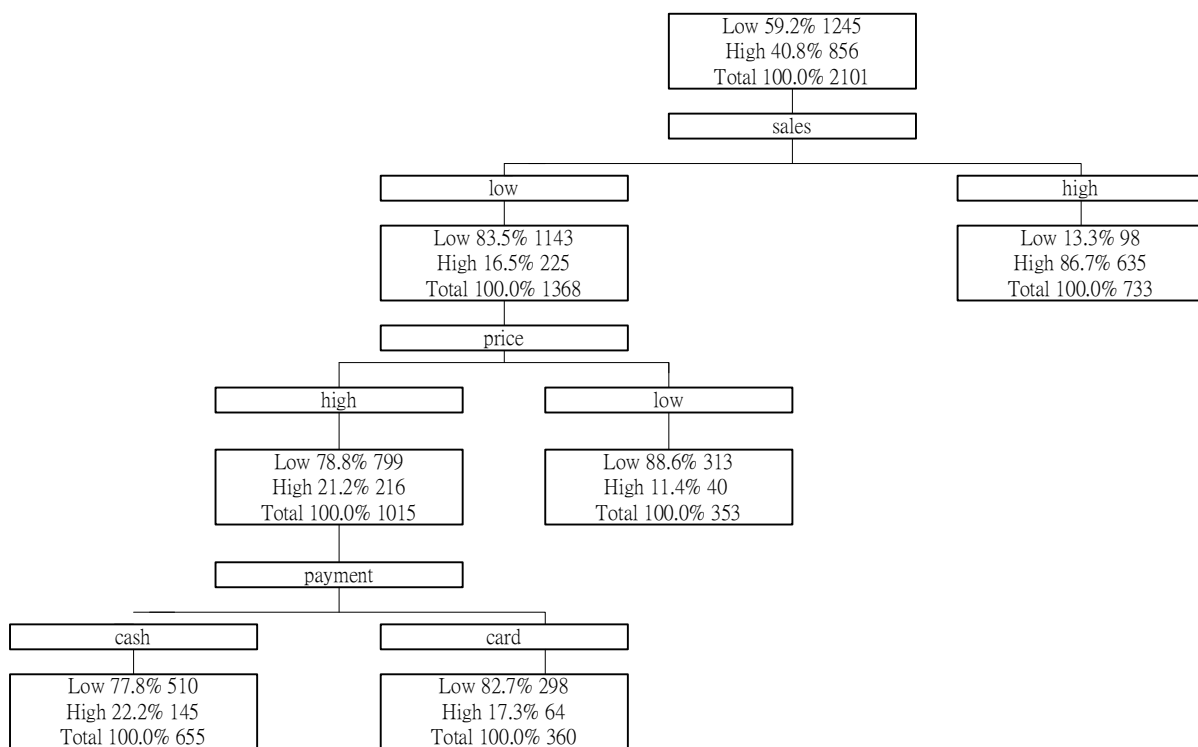 Low 59.2% 1245
High 40.8% 856
Total 100.0% 2101
sales
low
high
Low 83.5% 1143
High 16.5% 225
Total 100.0% 1368
Low 13.3% 98
High 86.7% 635
Total 100.0% 733
price
high
low
Low 78.8% 799
High 21.2% 216
Total 100.0% 1015
Low 88.6% 313
High 11.4% 40
Total 100.0% 353
payment
cash
card
Low 77.8% 510
High 22.2% 145
Total 100.0% 655
Low 82.7% 298
High 17.3% 64
Total 100.0% 360